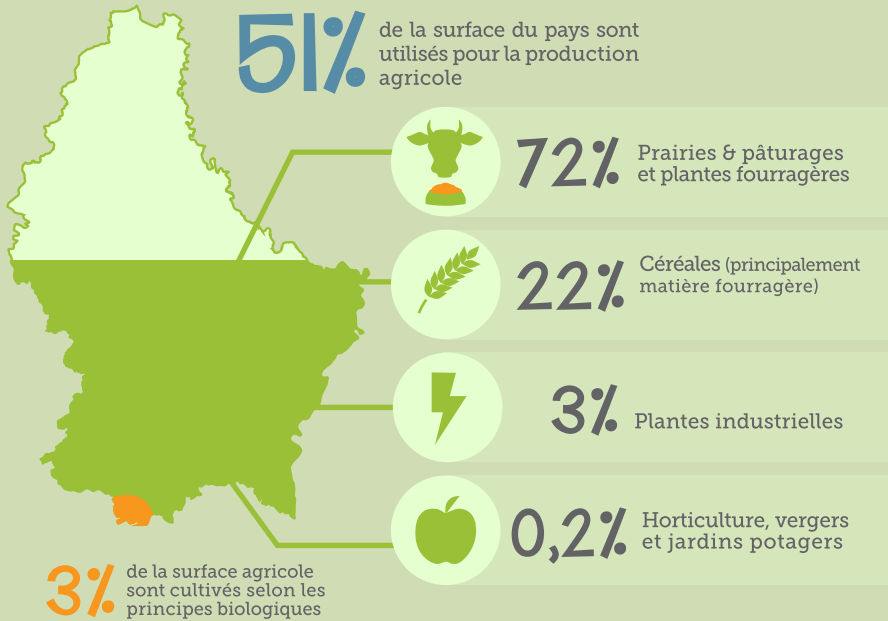 51%
de la surface du pays sont
utilisés pour la production
agricole
72%
Prairies & pâturages
et plantes fourragères
22%
Céréales (principalement
matière fourragère)
3%
Plantes industrielles
0,2%
Horticulture, vergers
et jardins potagers
3%
de la surface agricole
sont cultivés selon les
principes biologiques